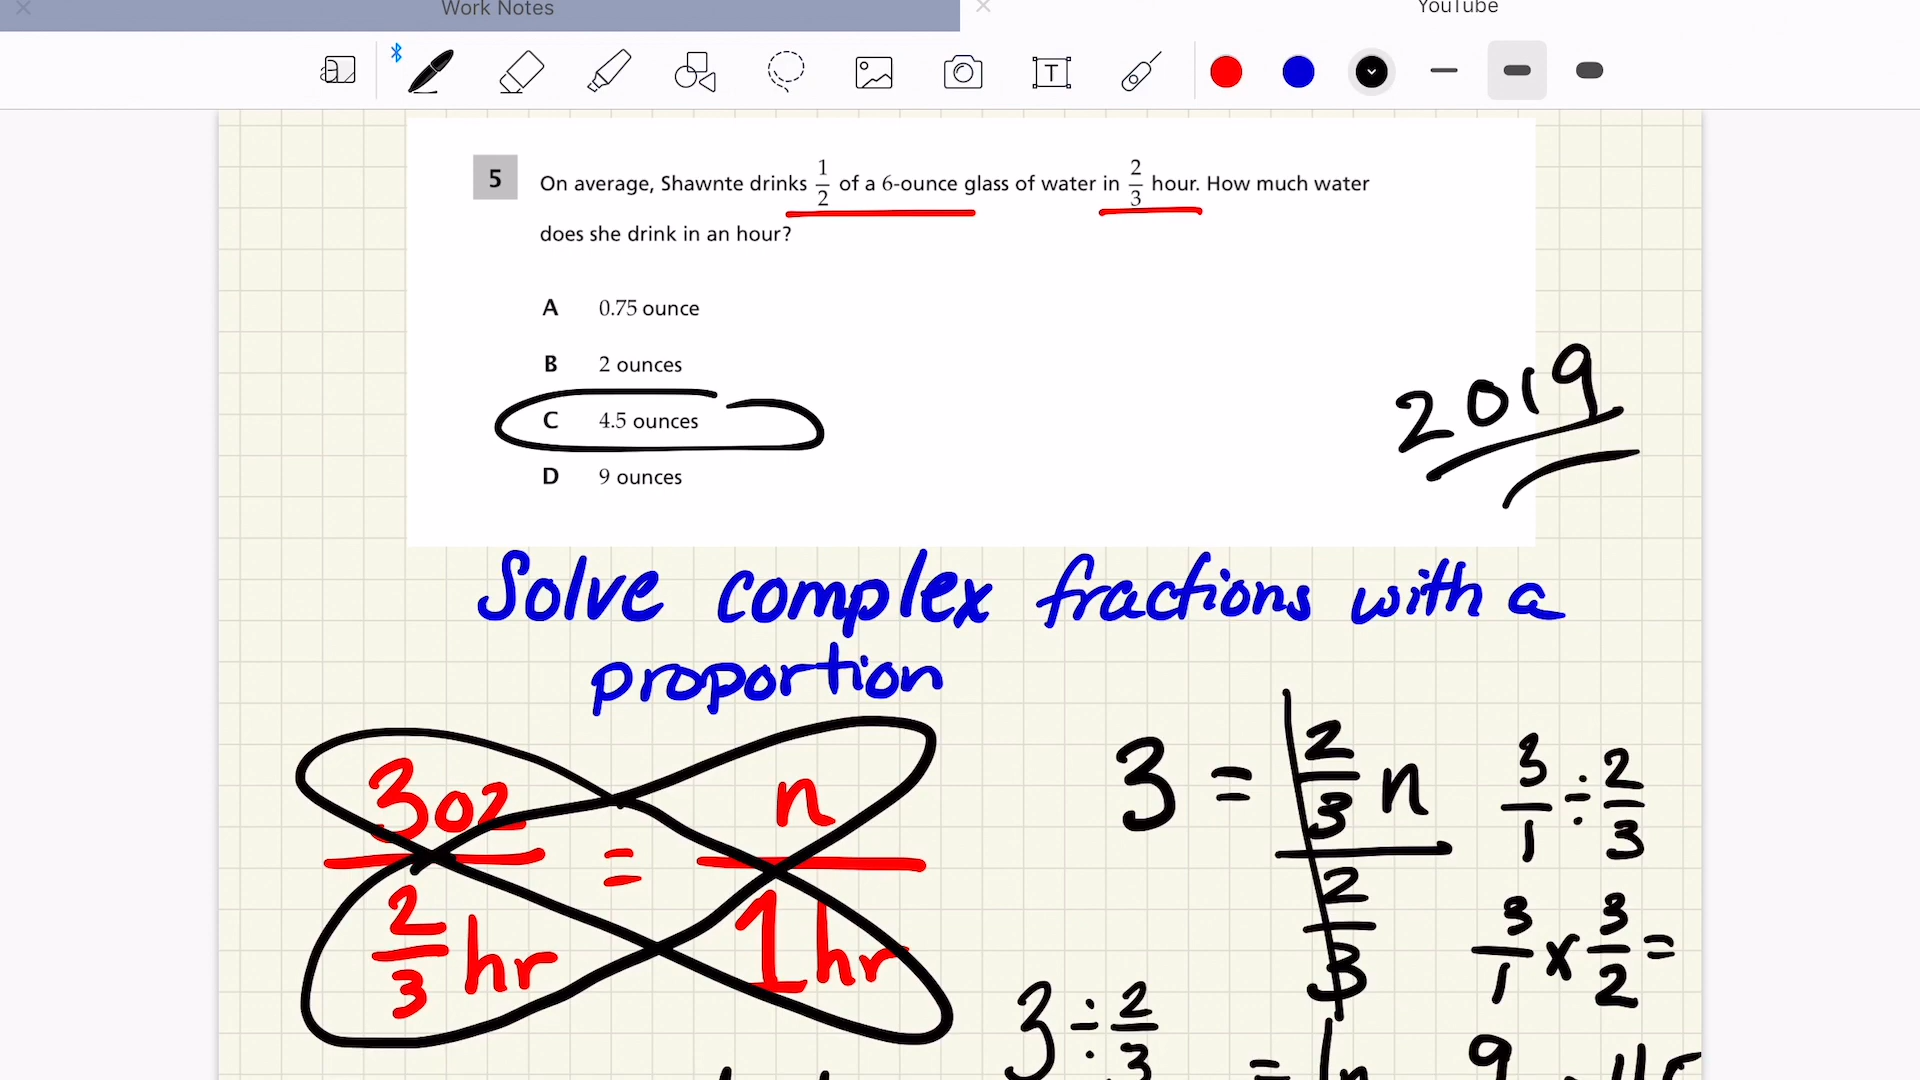 Work Notes
YouTube
5 On average, Shawnte drinks 1/2 of a 6-ounce glass of water in 2/3 hour. How much water
does she drink in an hour?
A 0.75 ounce
B 2 ounces
C 4.5 ounces
D 9 ounces
2019
Solve complex fractions with a
proportion
3oz / 2/3 hr = n / 1hr
3 = 2/3 n
2/3
3/1 ÷ 2/3
3/1 x 3/2 =
3 ÷ 2/3
= 1n
9